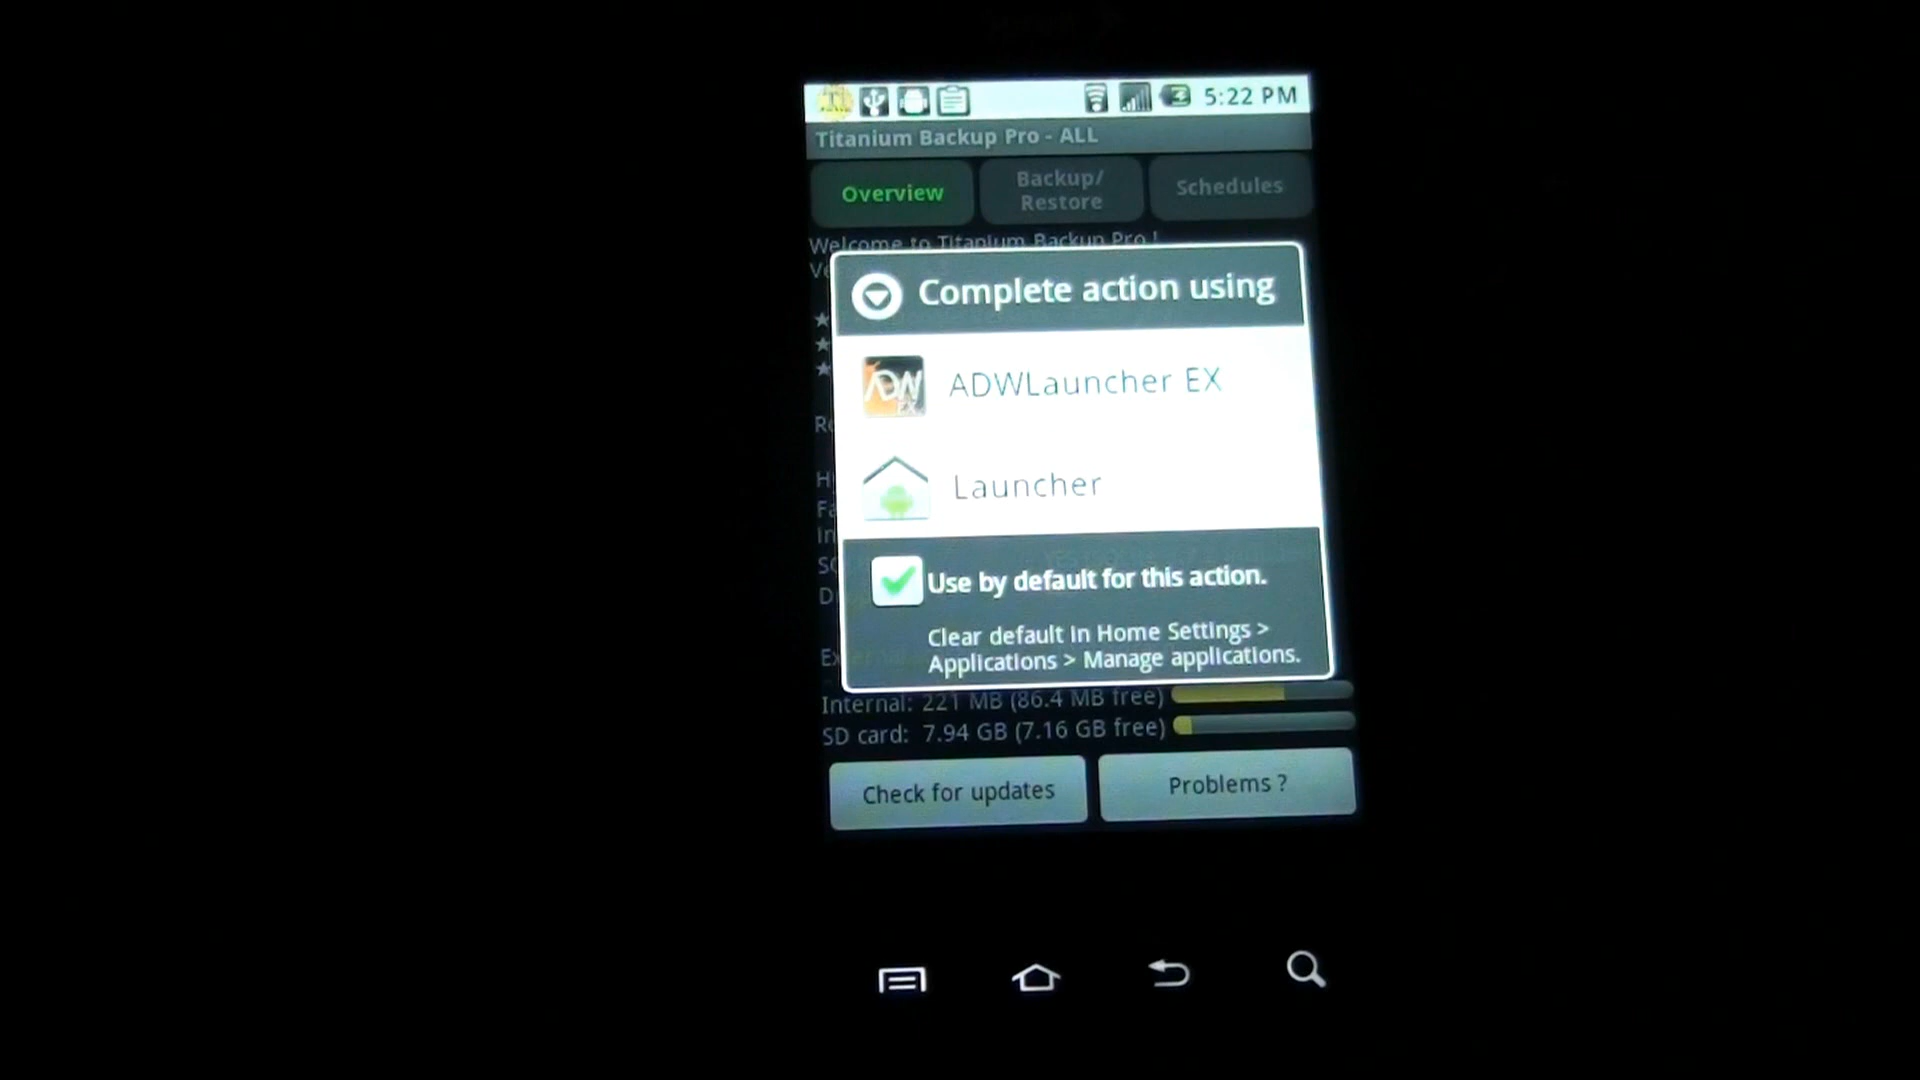 5:22 PM
Titanium Backup Pro - ALL
Overview
Backup/
Restore
Schedules
Welcome to Titanium Backup Pro !
Complete action using
ADW
EX
ADWLauncher EX
Launcher
Use by default for this action.
Clear default in Home Settings >
Applications > Manage applications.
Internal: 221 MB (86.4 MB free)
SD card: 7.94 GB (7.16 GB free)
Check for updates
Problems ?